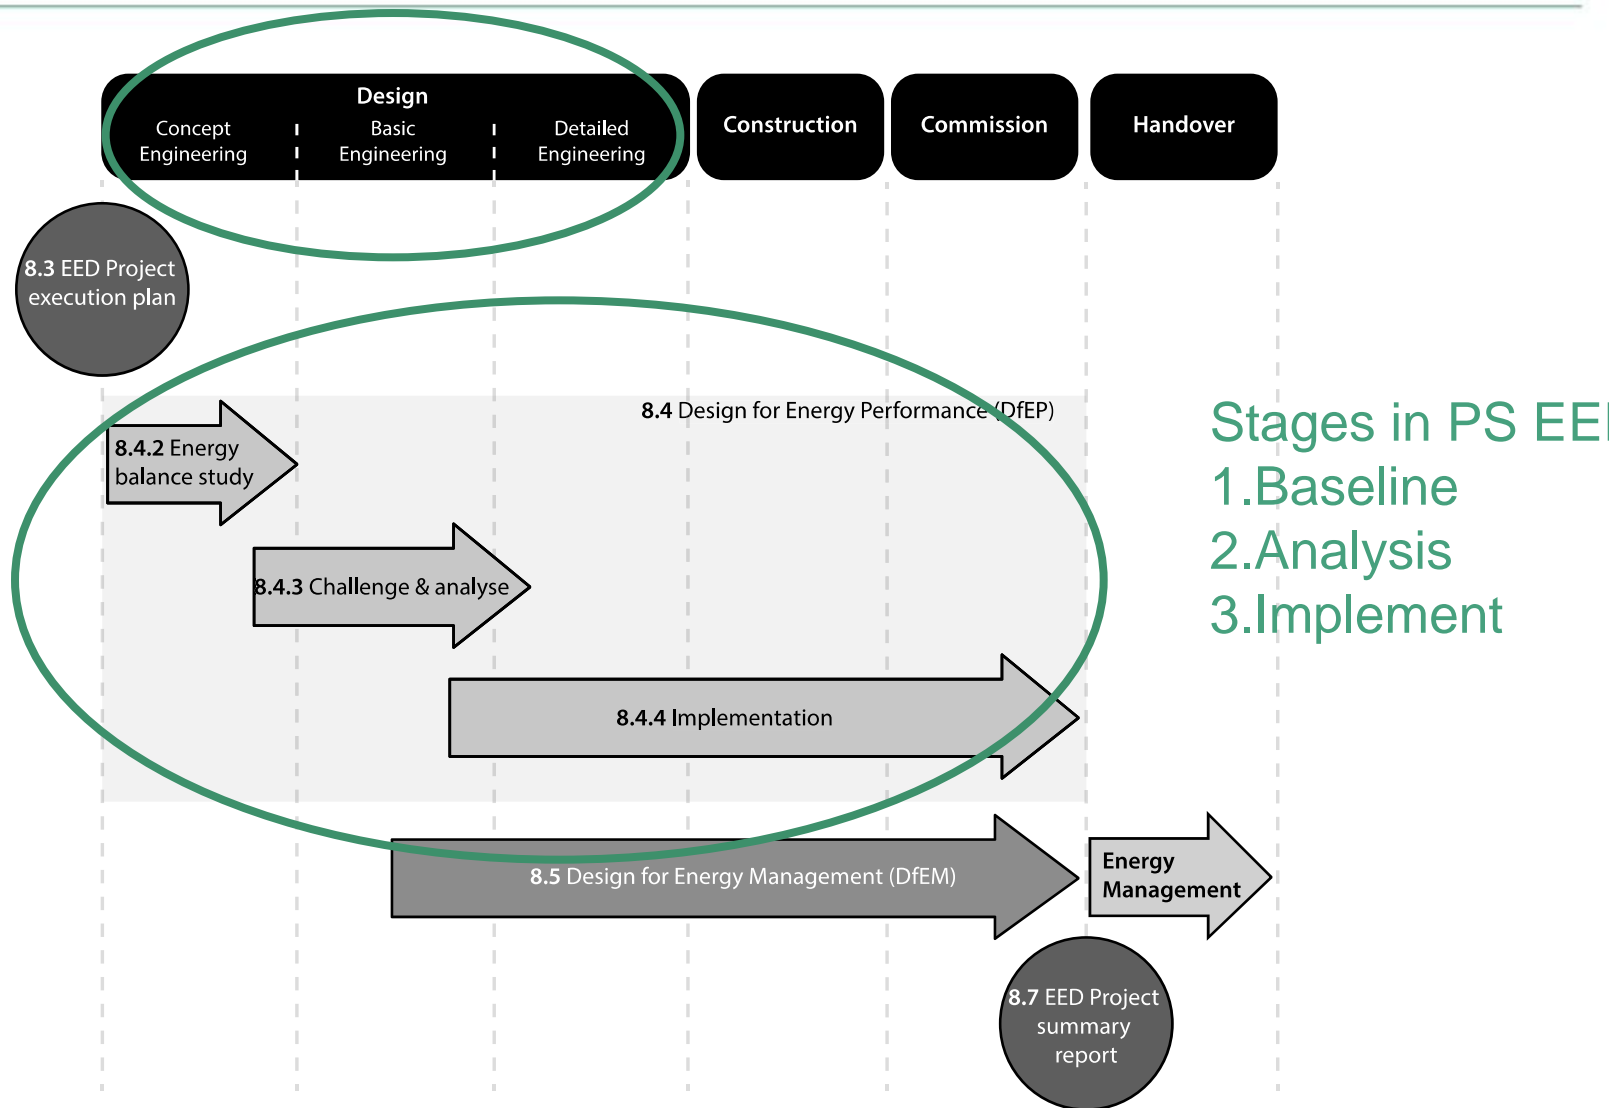 Design
Concept
Engineering
Basic
Engineering
Detailed
Engineering
Construction
Commission
Handover
8.3 EED Project
execution plan
8.4 Design for Energy Performance (DfEP)
8.4.2 Energy
balance study
8.4.3 Challenge & analyse
8.4.4 Implementation
Stages in PS
1.Baseline
2.Analysis
3.Implement
8.5 Design for Energy Management (DfEM)
Energy
Management
8.7 EED Project
summary
report